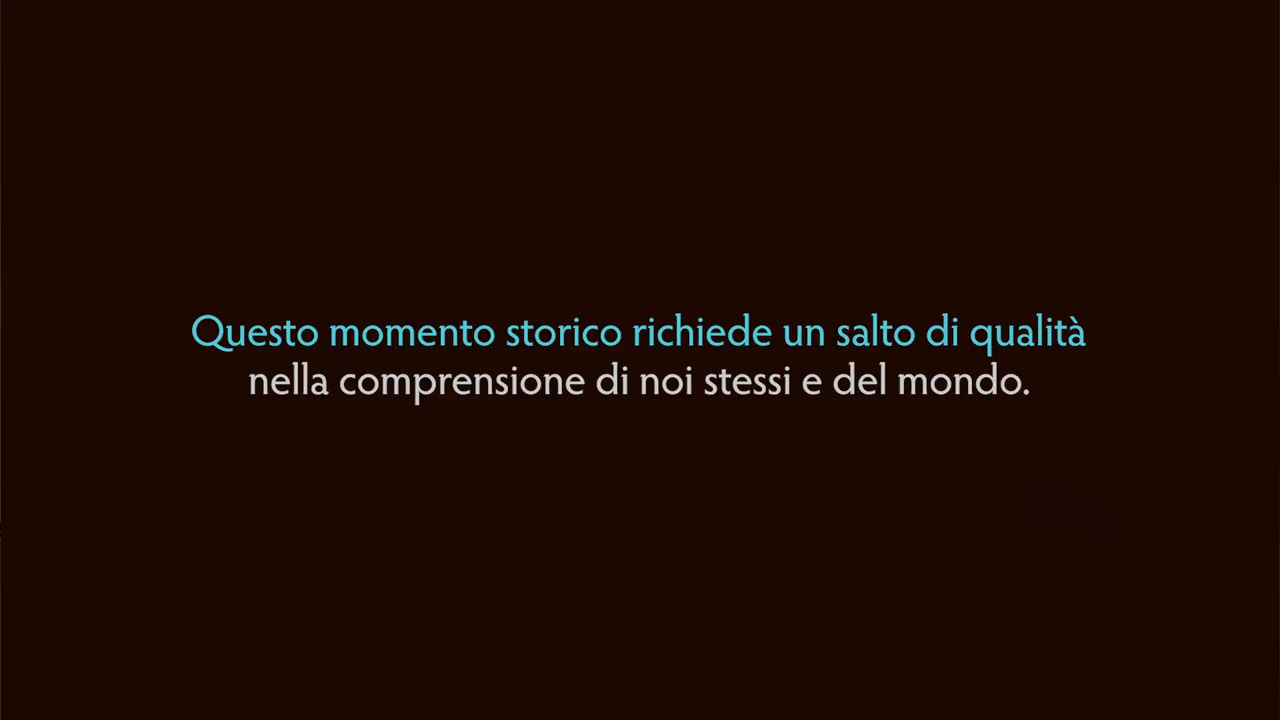 Questo momento storico richiede un salto di qualità
nella comprensione di noi stessi e del mondo.